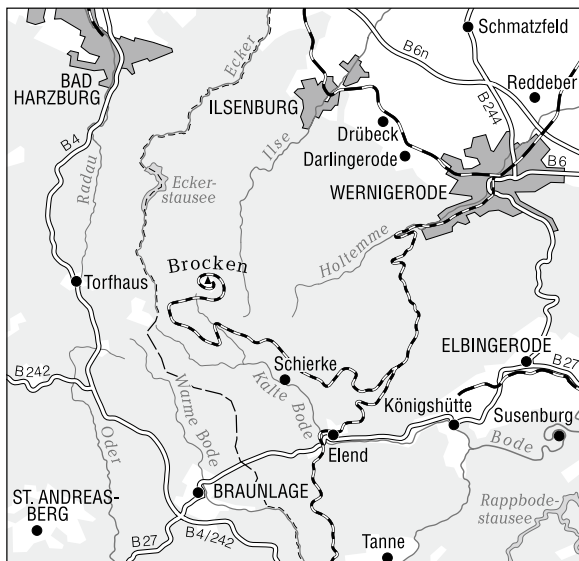 Schmatzfeld
B6n
Ecker
BAD
HARZBURG
B244
Reddeber
ILSENBURG
Drübeck
Darlingerode
B4
Radau
Ilse
B6
WERNIGERODE
Ecker-
stausee
Holtemme
Brocken
Torfhaus
ELBINGERODE
B27
B242
Schierke
Warme Bode
Kalte Bode
Königshütte
Susenburg
Oder
Elend
Bode
ST. ANDREAS-
BERG
BRAUNLAGE
Rappbode-
stausee
B27
B4/242
Tanne